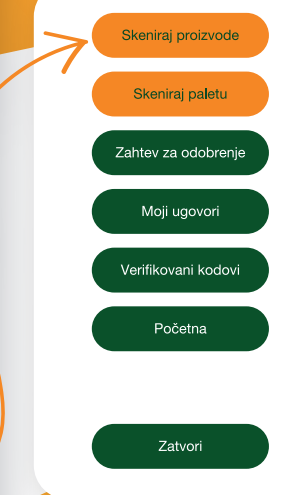 Skeniraj proizvode
Skeniraj paletu
Zahtev za odobrenje
Moji ugovori
Verifikovani kodovi
Početna
Zatvori